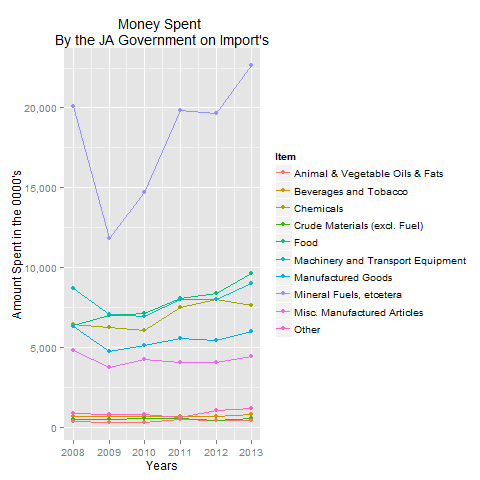 Money Spent
By the JA Government on Import's
Amount Spent in the 0000's
20,000
15,000
10,000
5,000
0
2008 2009 2010 2011 2012 2013
Years
Item
Animal & Vegetable Oils & Fats
Beverages and Tobacco
Chemicals
Crude Materials (excl. Fuel)
Food
Machinery and Transport Equipment
Manufactured Goods
Mineral Fuels, etcetera
Misc. Manufactured Articles
Other